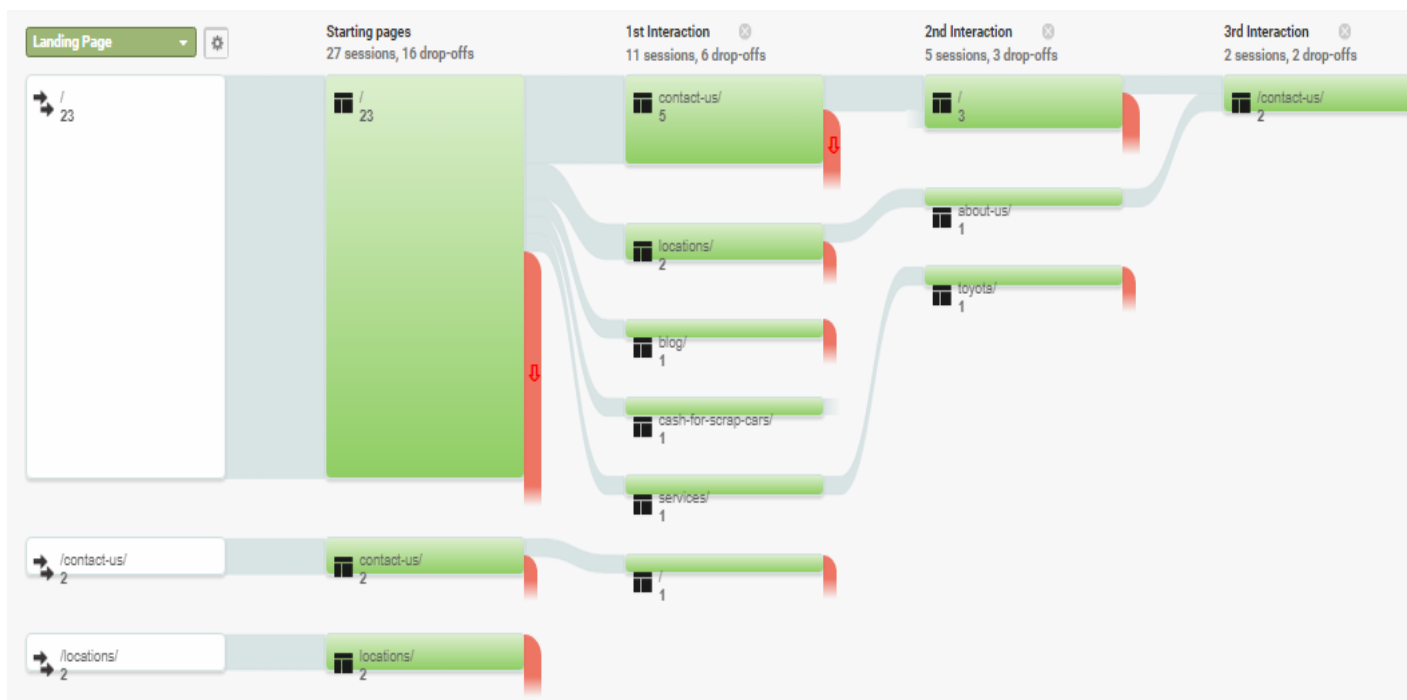 Landing Page
Starting pages
27 sessions, 16 drop-offs
1st Interaction
11 sessions, 6 drop-offs
2nd Interaction
5 sessions, 3 drop-offs
3rd Interaction
2 sessions, 2 drop-offs
/
23
/
23
contact-us/
5
/
3
/contact-us/
2
locations/
2
about-us/
1
toyota/
1
blog/
1
cash-for-scrap-cars/
1
services/
1
/contact-us/
2
contact-us/
2
/
1
/locations/
2
locations/
2